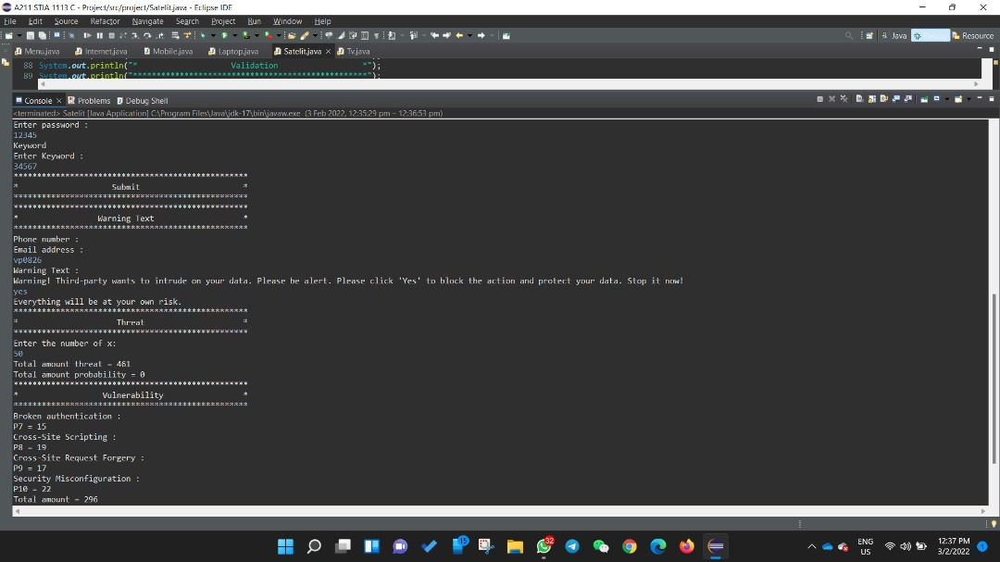 A211 STIA 1113 C - Project/src/project/Satelit.java - Eclipse IDE
File Edit Source Refactor Navigate Search Project Run Window Help
Java Resource
Menu.java Internet.java Mobile.java Laptop.java Satelit.java Tv.java
88 System.out.println("* Validation *");
89 System.out.println("**************************************************");
Console Problems Debug Shell
<terminated> Satelit [Java Application] C:\Program Files\Java\jdk-17\bin\javaw.exe (3 Feb 2022, 12:35:29 pm – 12:36:53 pm)
Enter password :
12345
Keyword
Enter Keyword :
34567
**************************************************
* Submit *
**************************************************
**************************************************
* Warning Text *
**************************************************
Phone number :
Email address :
vp0826
Warning Text :
Warning! Third-party wants to intrude on your data. Please be alert. Please click 'Yes' to block the action and protect your data. Stop it now!
yes
Everything will be at your own risk.
**************************************************
* Threat *
**************************************************
Enter the number of x:
50
Total amount threat = 461
Total amount probability = 0
**************************************************
* Vulnerability *
**************************************************
Broken authentication :
P7 = 15
Cross-Site Scripting :
P8 = 19
Cross-Site Request Forgery :
P9 = 17
Security Misconfiguration :
P10 = 22
Total amount = 296
15
32
ENG
US
12:37 PM
3/2/2022
1